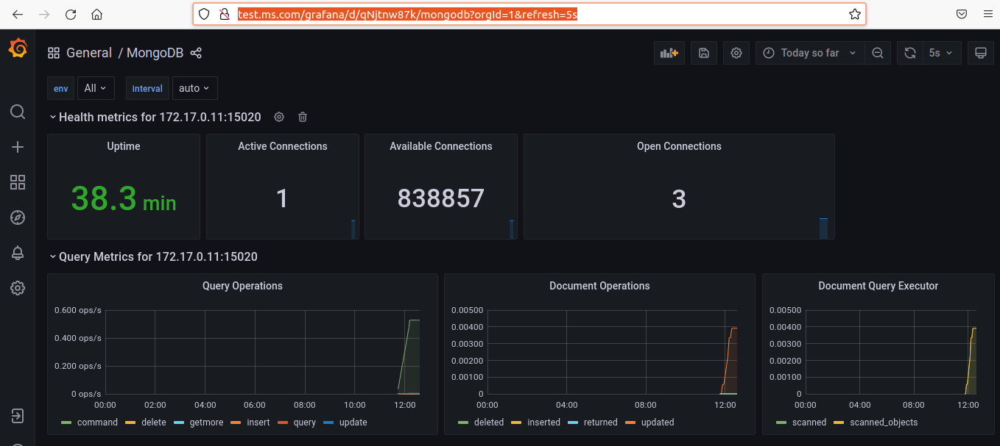 test.ms.com/grafana/d/qNjtnw87k/mongodb?orgId=1&refresh=5s
General / MongoDB
Today so far
5s
env All interval auto
Health metrics for 172.17.0.11:15020
Uptime
38.3 min
Active Connections
1
Available Connections
838857
Open Connections
3
Query Metrics for 172.17.0.11:15020
Query Operations
0.600 ops/s
0.400 ops/s
0.200 ops/s
0 ops/s
00:00 02:00 04:00 06:00 08:00 10:00 12:00
command delete getmore insert query update
Document Operations
0.00500
0.00400
0.00300
0.00200
0.00100
0
00:00 04:00 08:00 12:00
deleted inserted returned updated
Document Query Executor
0.00500
0.00400
0.00300
0.00200
0.00100
0
00:00 04:00 08:00 12:00
scanned scanned_objects